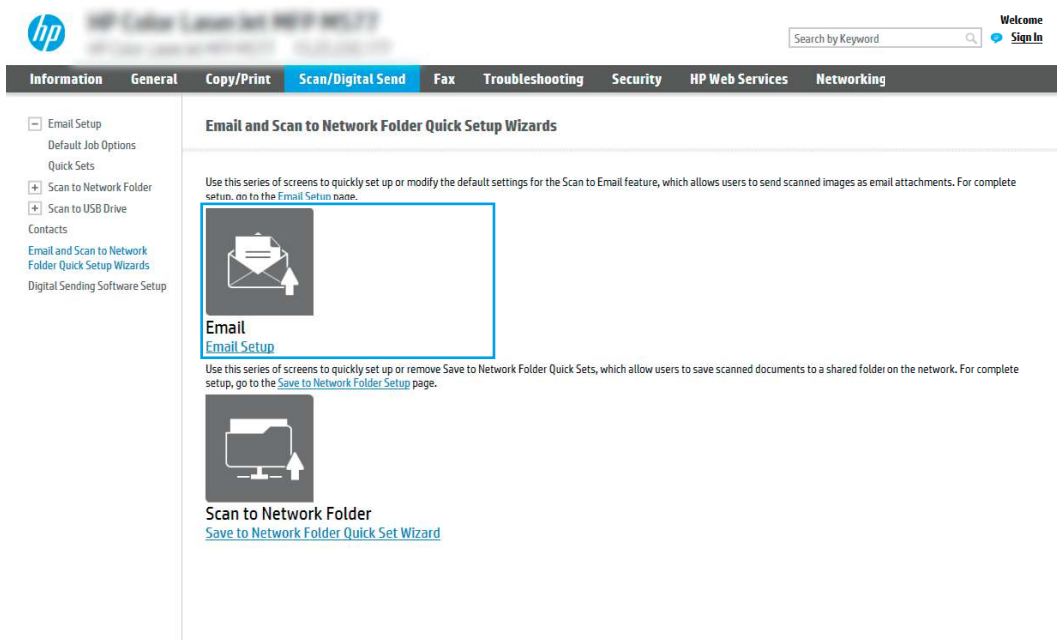 hp
Welcome
Search by Keyword
Sign In
Information General Copy/Print Scan/Digital Send Fax Troubleshooting Security HP Web Services Networking
Email Setup
Default Job Options
Quick Sets
Scan to Network Folder
Scan to USB Drive
Contacts
Email and Scan to Network
Folder Quick Setup Wizards
Digital Sending Software Setup
Email and Scan to Network Folder Quick Setup Wizards
Use this series of screens to quickly set up or modify the default settings for the Scan to Email feature, which allows users to send scanned images as email attachments. For complete
setup, go to the Email Setup page.
Email
Email Setup
Use this series of screens to quickly set up or remove Save to Network Folder Quick Sets, which allow users to save scanned documents to a shared folder on the network. For complete
setup, go to the Save to Network Folder Setup page.
Scan to Network Folder
Save to Network Folder Quick Set Wizard